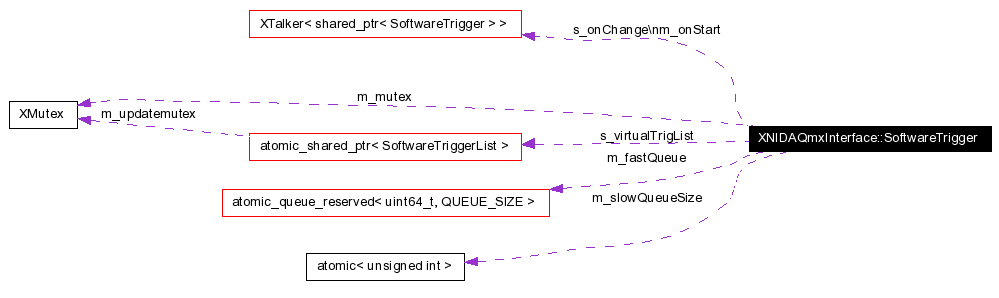 XTalker< shared_ptr< SoftwareTrigger > >
s_onChange\nm_onStart
m_mutex
XMutex
m_updatemutex
s_virtualTrigList
XNIDAQmxInterface::SoftwareTrigger
atomic_shared_ptr< SoftwareTriggerList >
m_fastQueue
atomic_queue_reserved< uint64_t, QUEUE_SIZE >
m_slowQueueSize
atomic< unsigned int >